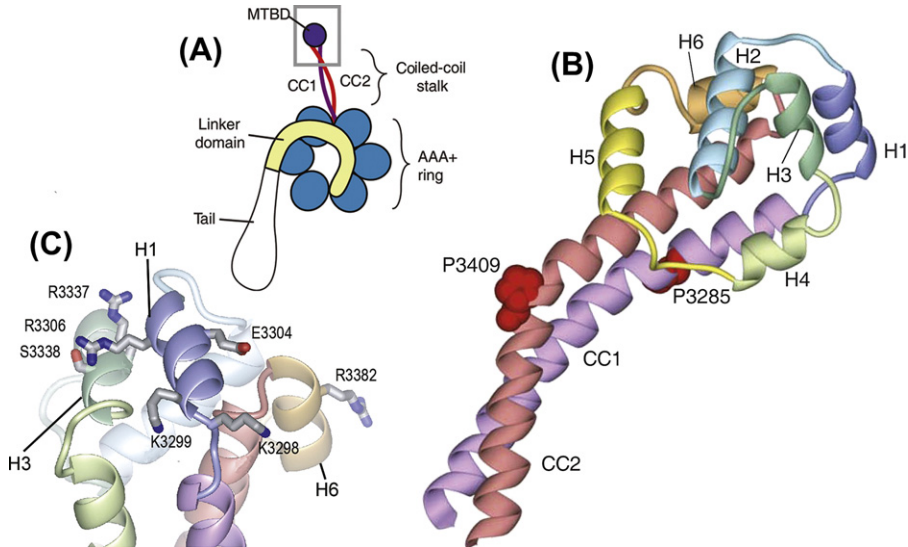 (A)
MTBD
CC1
CC2
Coiled-coil
stalk
Linker
domain
AAA+
ring
Tail
(B)
H6
H2
H1
H5
H3
P3409
H4
P3285
CC1
CC2
(C)
H1
R3337
R3306
E3304
S3338
R3382
K3299
K3298
H3
H6